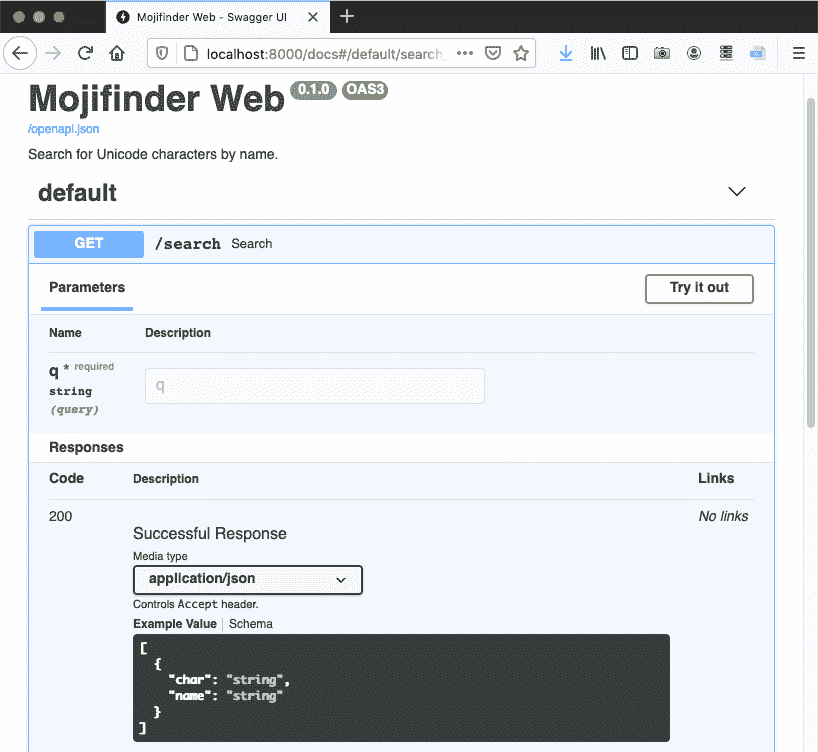 Mojifinder Web - Swagger UI
localhost:8000/docs#/default/search_
Mojifinder Web 0.1.0 OAS3
/openapi.json
Search for Unicode characters by name.
default
GET /search Search
Parameters Try it out
Name Description
q * required
string
(query)
q
Responses
Code Description Links
200 No links
Successful Response
Media type
application/json
Controls Accept header.
Example Value | Schema
[
{
"char": "string",
"name": "string"
}
]